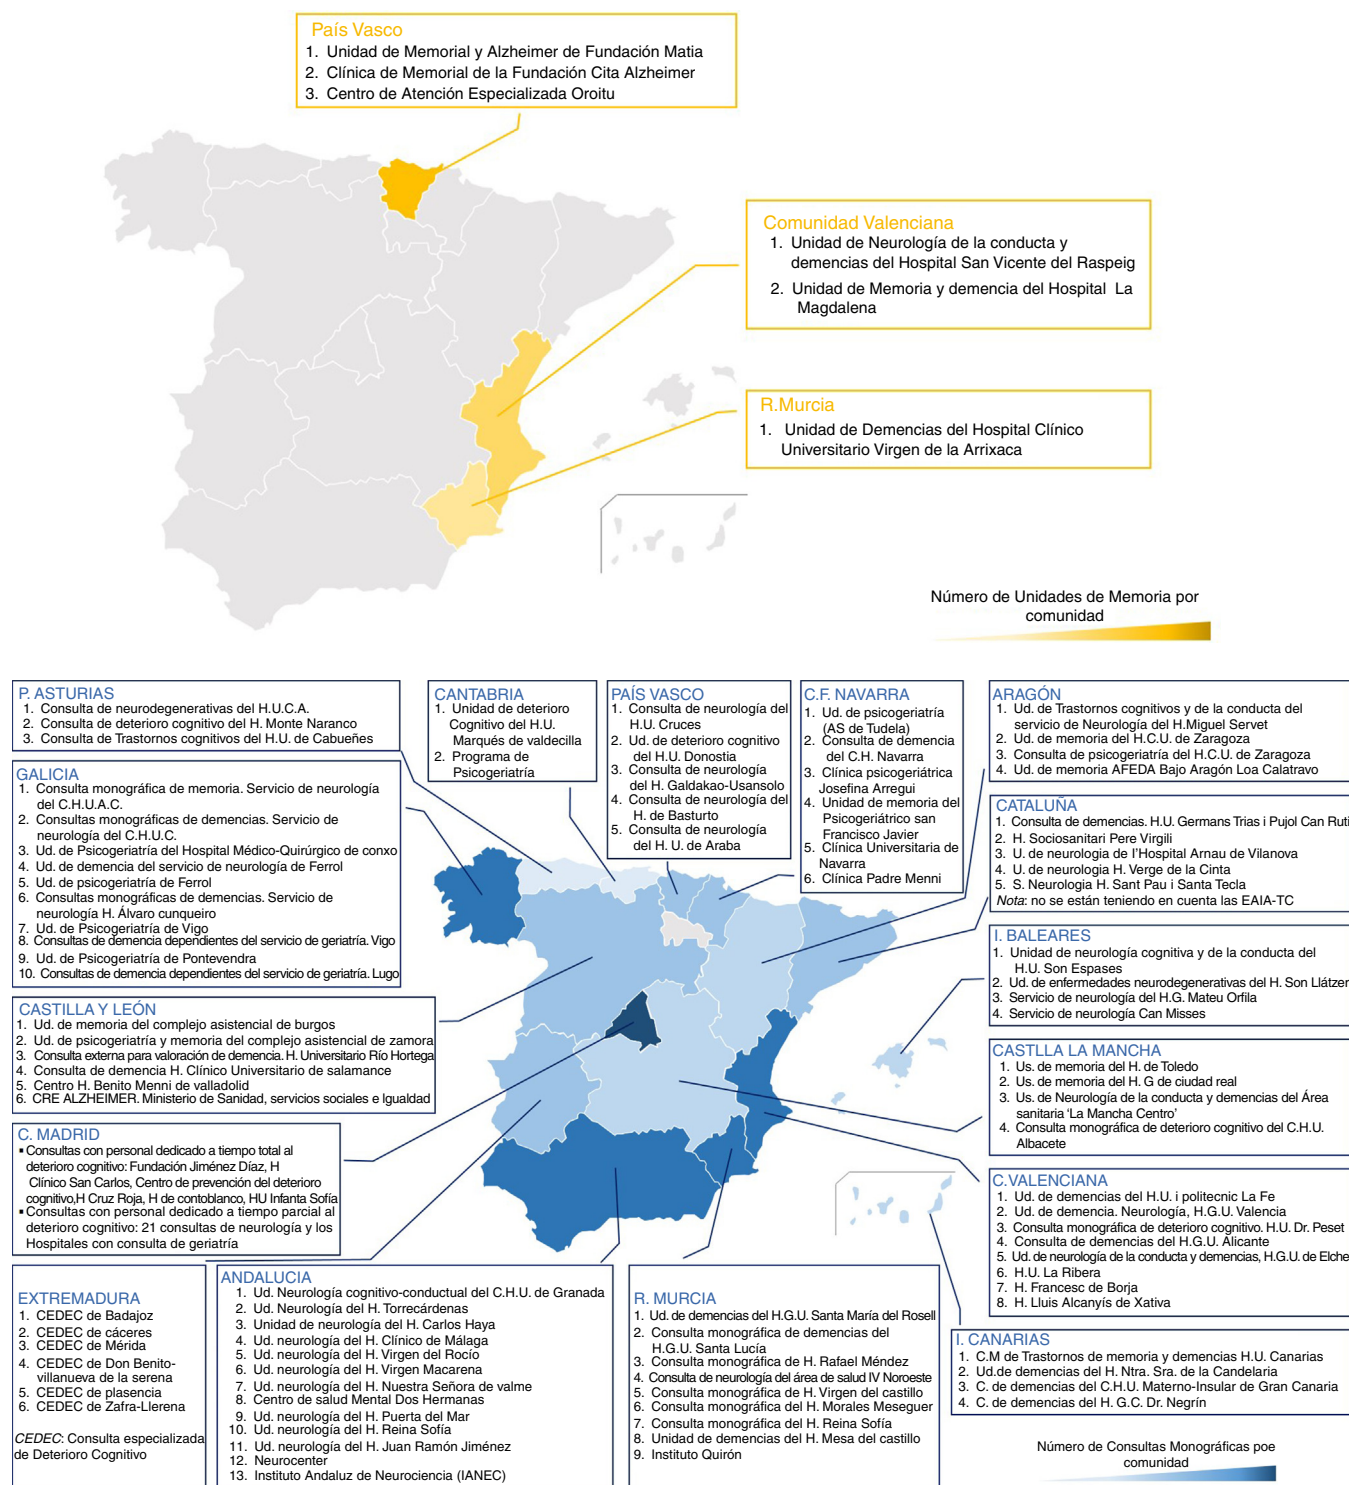 País Vasco
1. Unidad de Memorial y Alzheimer de Fundación Matia
2. Clínica de Memorial de la Fundación Cita Alzheimer
3. Centro de Atención Especializada Oroitu
Comunidad Valenciana
1. Unidad de Neurología de la conducta y
demencias del Hospital San Vicente del Raspeig
2. Unidad de Memoria y demencia del Hospital La
Magdalena
R.Murcia
1. Unidad de Demencias del Hospital Clínico
Universitario Virgen de la Arrixaca
Número de Unidades de Memoria por
comunidad
P. ASTURIAS
1. Consulta de neurodegenerativas del H.U.C.A.
2. Consulta de deterioro cognitivo del H. Monte Naranco
3. Consulta de Trastornos cognitivos del H.U. de Cabueñes
GALICIA
1. Consulta monográfica de memoria. Servicio de neurología
del C.H.U.A.C.
2. Consultas monográficas de demencias. Servicio de
neurología del C.H.U.C.
3. Ud. de Psicogeriatría del Hospital Médico-Quirúrgico de conxo
4. Ud. de demencia del servicio de neurología de Ferrol
5. Ud. de psicogeriatría de Ferrol
6. Consultas monográficas de demencias. Servicio de
neurología H. Álvaro cunqueiro
7. Ud. de Psicogeriatría de Vigo
8. Consultas de demencia dependientes del servicio de geriatría. Vigo
9. Ud. de Psicogeriatría de Pontevendra
10. Consultas de demencia dependientes del servicio de geriatría. Lugo
CASTILLA Y LEÓN
1. Ud. de memoria del complejo asistencial de burgos
2. Ud. de psicogeriatría y memoria del complejo asistencial de zamora
3. Consulta externa para valoración de demencia. H. Universitario Río Hortega
4. Consulta de demencia H. Clínico Universitario de salamance
5. Centro H. Benito Menni de valladolid
6. CRE ALZHEIMER. Ministerio de Sanidad, servicios sociales e Igualdad
C. MADRID
▪ Consultas con personal dedicado a tiempo total al
deterioro cognitivo: Fundación Jiménez Díaz, H
Clínico San Carlos, Centro de prevención del deterioro
cognitivo,H Cruz Roja, H de contoblanco, HU Infanta Sofía
▪ Consultas con personal dedicado a tiempo parcial al
deterioro cognitivo: 21 consultas de neurología y los
Hospitales con consulta de geriatría
EXTREMADURA
1. CEDEC de Badajoz
2. CEDEC de cáceres
3. CEDEC de Mérida
4. CEDEC de Don Benito-
villanueva de la serena
5. CEDEC de plasencia
6. CEDEC de Zafra-Llerena
CEDEC: Consulta especializada
de Deterioro Cognitivo
CANTABRIA
1. Unidad de deterioro
Cognitivo del H.U.
Marqués de valdecilla
2. Programa de
Psicogeriatría
PAÍS VASCO
1. Consulta de neurología del
H.U. Cruces
2. Ud. de deterioro cognitivo
del H.U. Donostia
3. Consulta de neurología
del H. Galdakao-Usansolo
4. Consulta de neurología del
H. de Basturto
5. Consulta de neurología
del H. U. de Araba
C.F. NAVARRA
1. Ud. de psicogeriatría
(AS de Tudela)
2. Consulta de demencia
del C.H. Navarra
3. Clínica psicogeriátrica
Josefina Arregui
4. Unidad de memoria del
Psicogeriátrico san
Francisco Javier
5. Clínica Universitaria de
Navarra
6. Clínica Padre Menni
ARAGÓN
1. Ud. de Trastornos cognitivos y de la conducta del
servicio de Neurología del H.Miguel Servet
2. Ud. de memoria del H.C.U. de Zaragoza
3. Consulta de psicogeriatría del H.C.U. de Zaragoza
4. Ud. de memoria AFEDA Bajo Aragón Loa Calatravo
CATALUÑA
1. Consulta de demencias. H.U. Germans Trias i Pujol Can Ruti
2. H. Sociosanitari Pere Virgili
3. U. de neurologia de l'Hospital Arnau de Vilanova
4. U. de neurologia H. Verge de la Cinta
5. S. Neurologia H. Sant Pau i Santa Tecla
Nota: no se están teniendo en cuenta las EAIA-TC
I. BALEARES
1. Unidad de neurología cognitiva y de la conducta del
H.U. Son Espases
2. Ud. de enfermedades neurodegenerativas del H. Son Llátzer
3. Servicio de neurología del H.G. Mateu Orfila
4. Servicio de neurología Can Misses
CASTLLA LA MANCHA
1. Us. de memoria del H. de Toledo
2. Us. de memoria del H. G de ciudad real
3. Us. de Neurología de la conducta y demencias del Área
sanitaria 'La Mancha Centro'
4. Consulta monográfica de deterioro cognitivo del C.H.U.
Albacete
C.VALENCIANA
1. Ud. de demencias del H.U. i politecnic La Fe
2. Ud. de demencia. Neurología, H.G.U. Valencia
3. Consulta monográfica de deterioro cognitivo. H.U. Dr. Peset
4. Consulta de demencias del H.G.U. Alicante
5. Ud. de neurología de la conducta y demencias, H.G.U. de Elche
6. H.U. La Ribera
7. H. Francesc de Borja
8. H. Lluis Alcanyís de Xativa
ANDALUCIA
1. Ud. Neurología cognitivo-conductual del C.H.U. de Granada
2. Ud. Neurología del H. Torrecárdenas
3. Unidad de neurología del H. Carlos Haya
4. Ud. neurología del H. Clínico de Málaga
5. Ud. neurología del H. Virgen del Rocío
6. Ud. neurología del H. Virgen Macarena
7. Ud. neurología del H. Nuestra Señora de valme
8. Centro de salud Mental Dos Hermanas
9. Ud. neurología del H. Puerta del Mar
10. Ud. neurología del H. Reina Sofía
11. Ud. neurología del H. Juan Ramón Jiménez
12. Neurocenter
13. Instituto Andaluz de Neurociencia (IANEC)
R. MURCIA
1. Ud. de demencias del H.G.U. Santa María del Rosell
2. Consulta monográfica de demencias del
H.G.U. Santa Lucía
3. Consulta monográfica de H. Rafael Méndez
4. Consulta de neurología del área de salud IV Noroeste
5. Consulta monográfica de H. Virgen del castillo
6. Consulta monográfica del H. Morales Meseguer
7. Consulta monográfica del H. Reina Sofía
8. Unidad de demencias del H. Mesa del castillo
9. Instituto Quirón
I. CANARIAS
1. C.M de Trastornos de memoria y demencias H.U. Canarias
2. Ud.de demencias del H. Ntra. Sra. de la Candelaria
3. C. de demencias del C.H.U. Materno-Insular de Gran Canaria
4. C. de demencias del H. G.C. Dr. Negrín
Número de Consultas Monográficas poe
comunidad